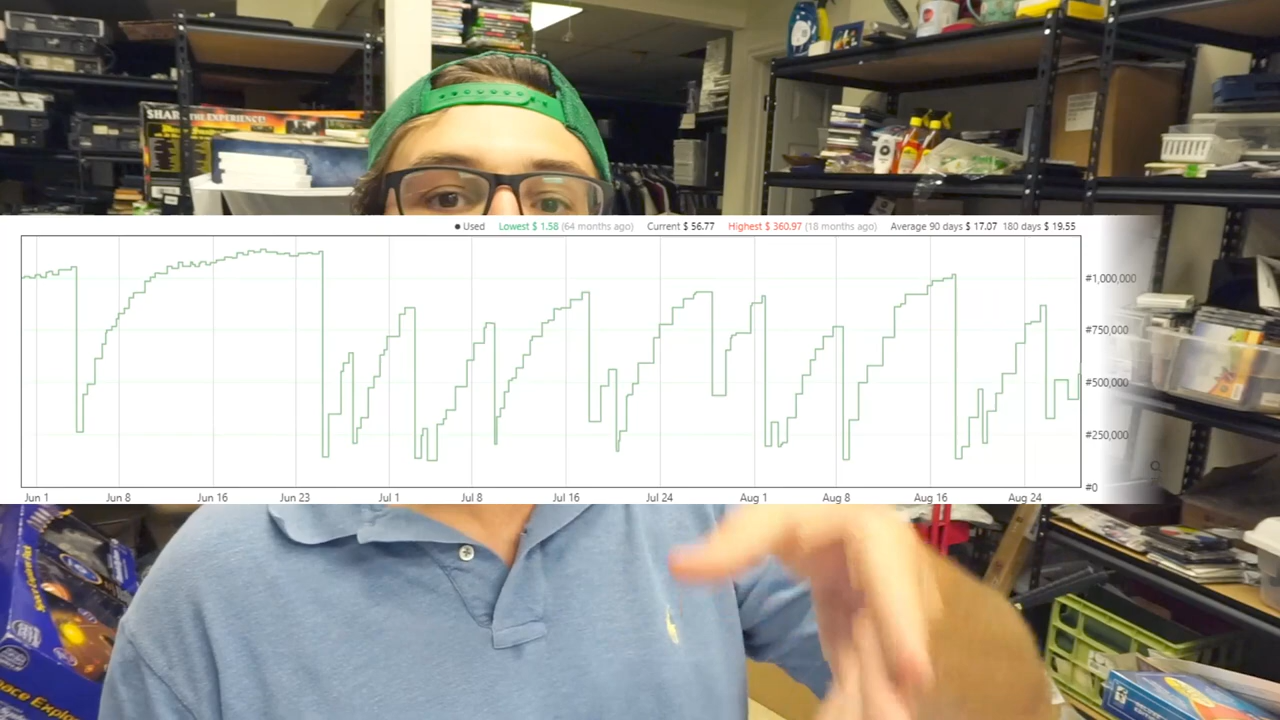 SHARE THE EXPERIENCE
Used Lowest $ 1.58 (64 months ago) Current $ 56.77 Highest $ 360.97 (18 months ago) Average 90 days $ 17.07 180 days $ 19.55
#1,000,000
#750,000
#500,000
#250,000
#0
Jun 1 Jun 8 Jun 16 Jun 23 Jul 1 Jul 8 Jul 16 Jul 24 Aug 1 Aug 8 Aug 16 Aug 24